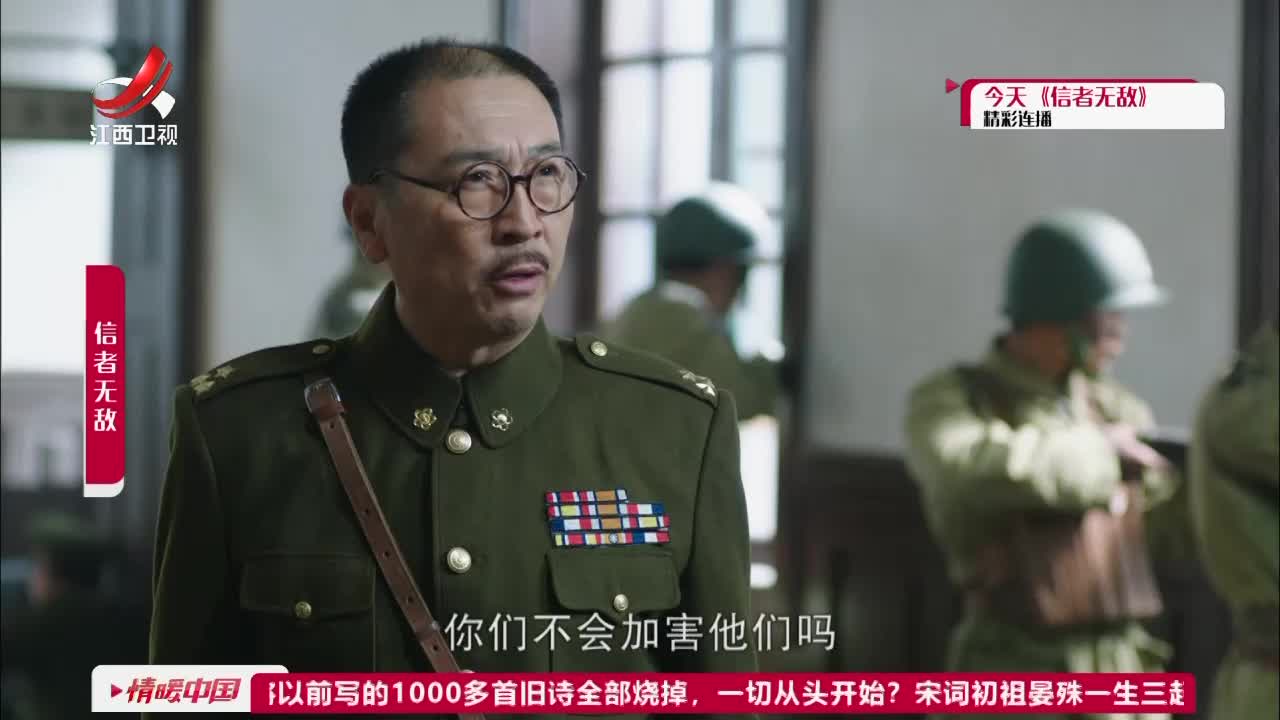 江西卫视
今天《信者无敌》
精彩连播
信者无敌
你们不会加害他们吗
情暖中国
将以前写的1000多首旧诗全部烧掉，一切从头开始？宋词初祖晏殊一生三起